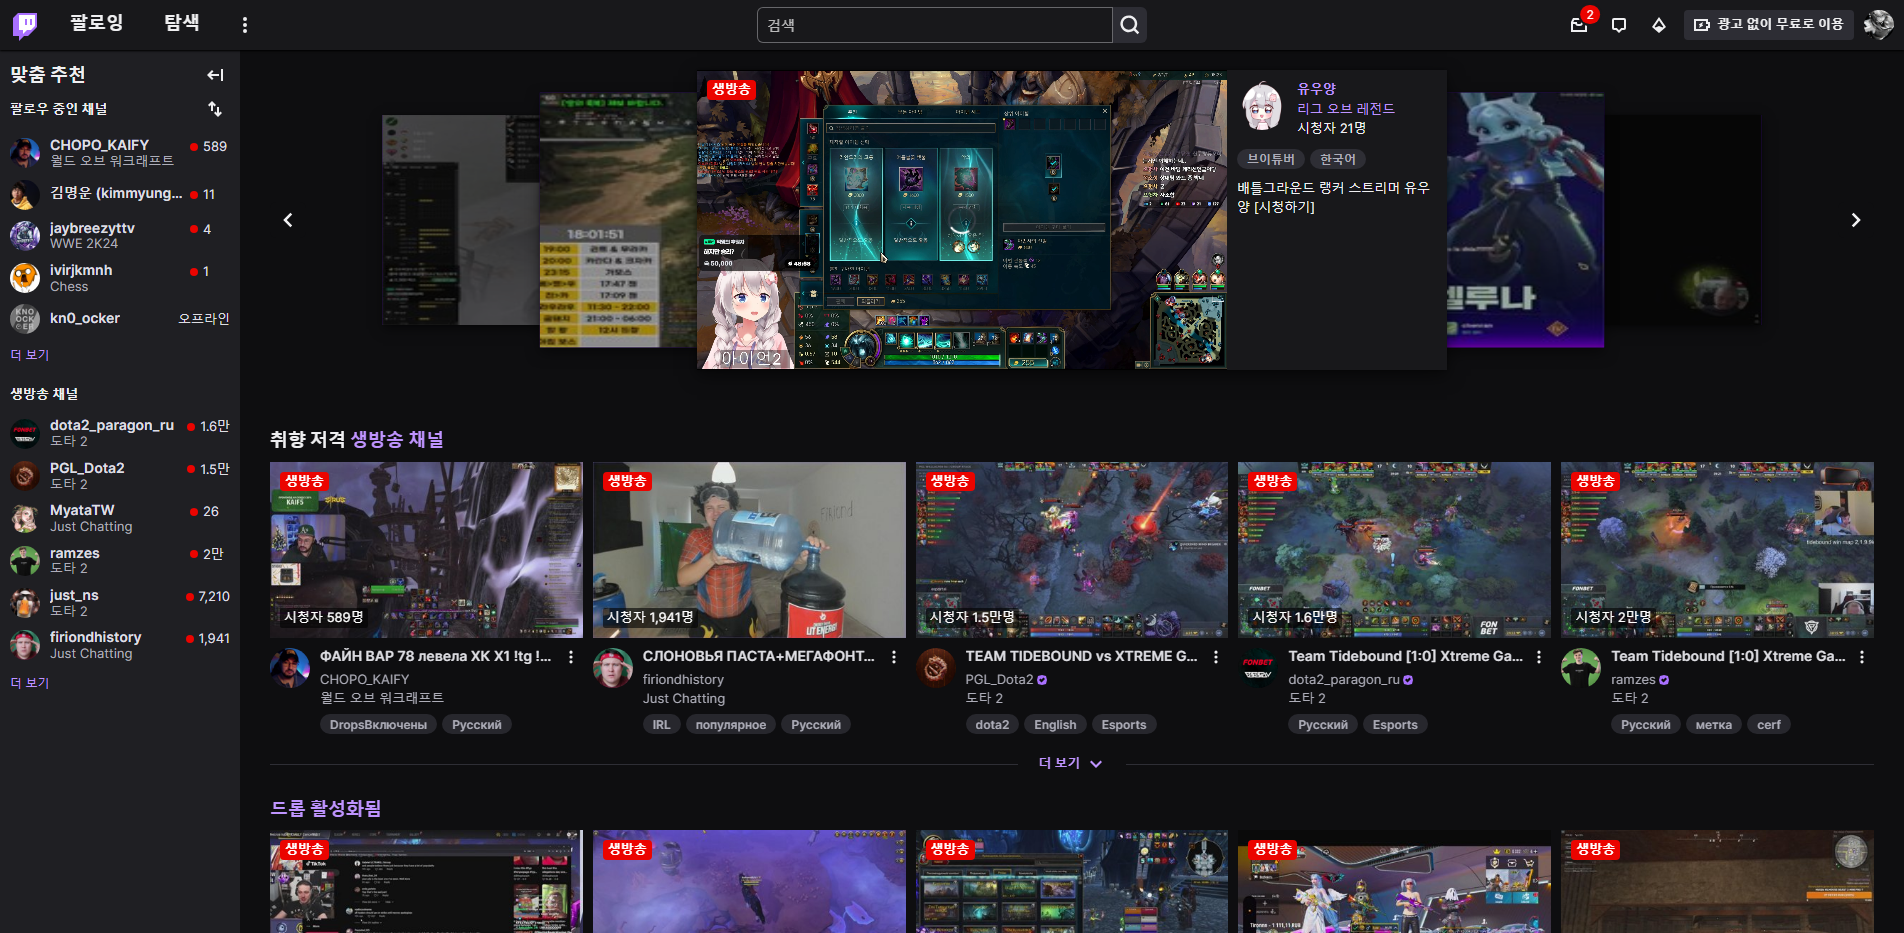 팔로잉
탐색
검색
2
광고 없이 무료로 이용
맞춤 추천
팔로우 중인 채널
CHOPO_KAIFY
589
월드 오브 워크래프트
김명운 (kimmyung...
11
jaybreezyttv
4
WWE 2K24
ivirjkmnh
1
Chess
kn0_ocker
오프라인
더 보기
생방송 채널
dota2_paragon_ru
1.6만
도타 2
PGL_Dota2
1.5만
도타 2
MyataTW
26
Just Chatting
ramzes
2만
도타 2
just_ns
7,210
도타 2
firiondhistory
1,941
Just Chatting
더 보기
18:01:51
생방송
아이언2
유우양
리그 오브 레전드
시청자 21명
브이튜버
한국어
배틀그라운드 랭커 스트리머 유우
양 [시청하기]
취향 저격 생방송 채널
생방송
시청자 589명
ФАЙН ВАР 78 левела ХК X1 !tg !...
CHOPO_KAIFY
월드 오브 워크래프트
DropsВключены
Русский
생방송
시청자 1,941명
СЛОНОВЬЯ ПАСТА+МЕГАФОНТ...
firiondhistory
Just Chatting
IRL
популярное
Русский
생방송
시청자 1.5만명
TEAM TIDEBOUND vs XTREME G...
PGL_Dota2
도타 2
dota2
English
Esports
생방송
FONBET
시청자 1.6만명
FON
BET
Team Tidebound [1:0] Xtreme Ga...
dota2_paragon_ru
도타 2
Русский
Esports
생방송
FONBET
시청자 2만명
Team Tidebound [1:0] Xtreme Ga...
ramzes
도타 2
Русский
метка
cerf
더 보기
드롭 활성화됨
생방송
생방송
생방송
생방송
생방송